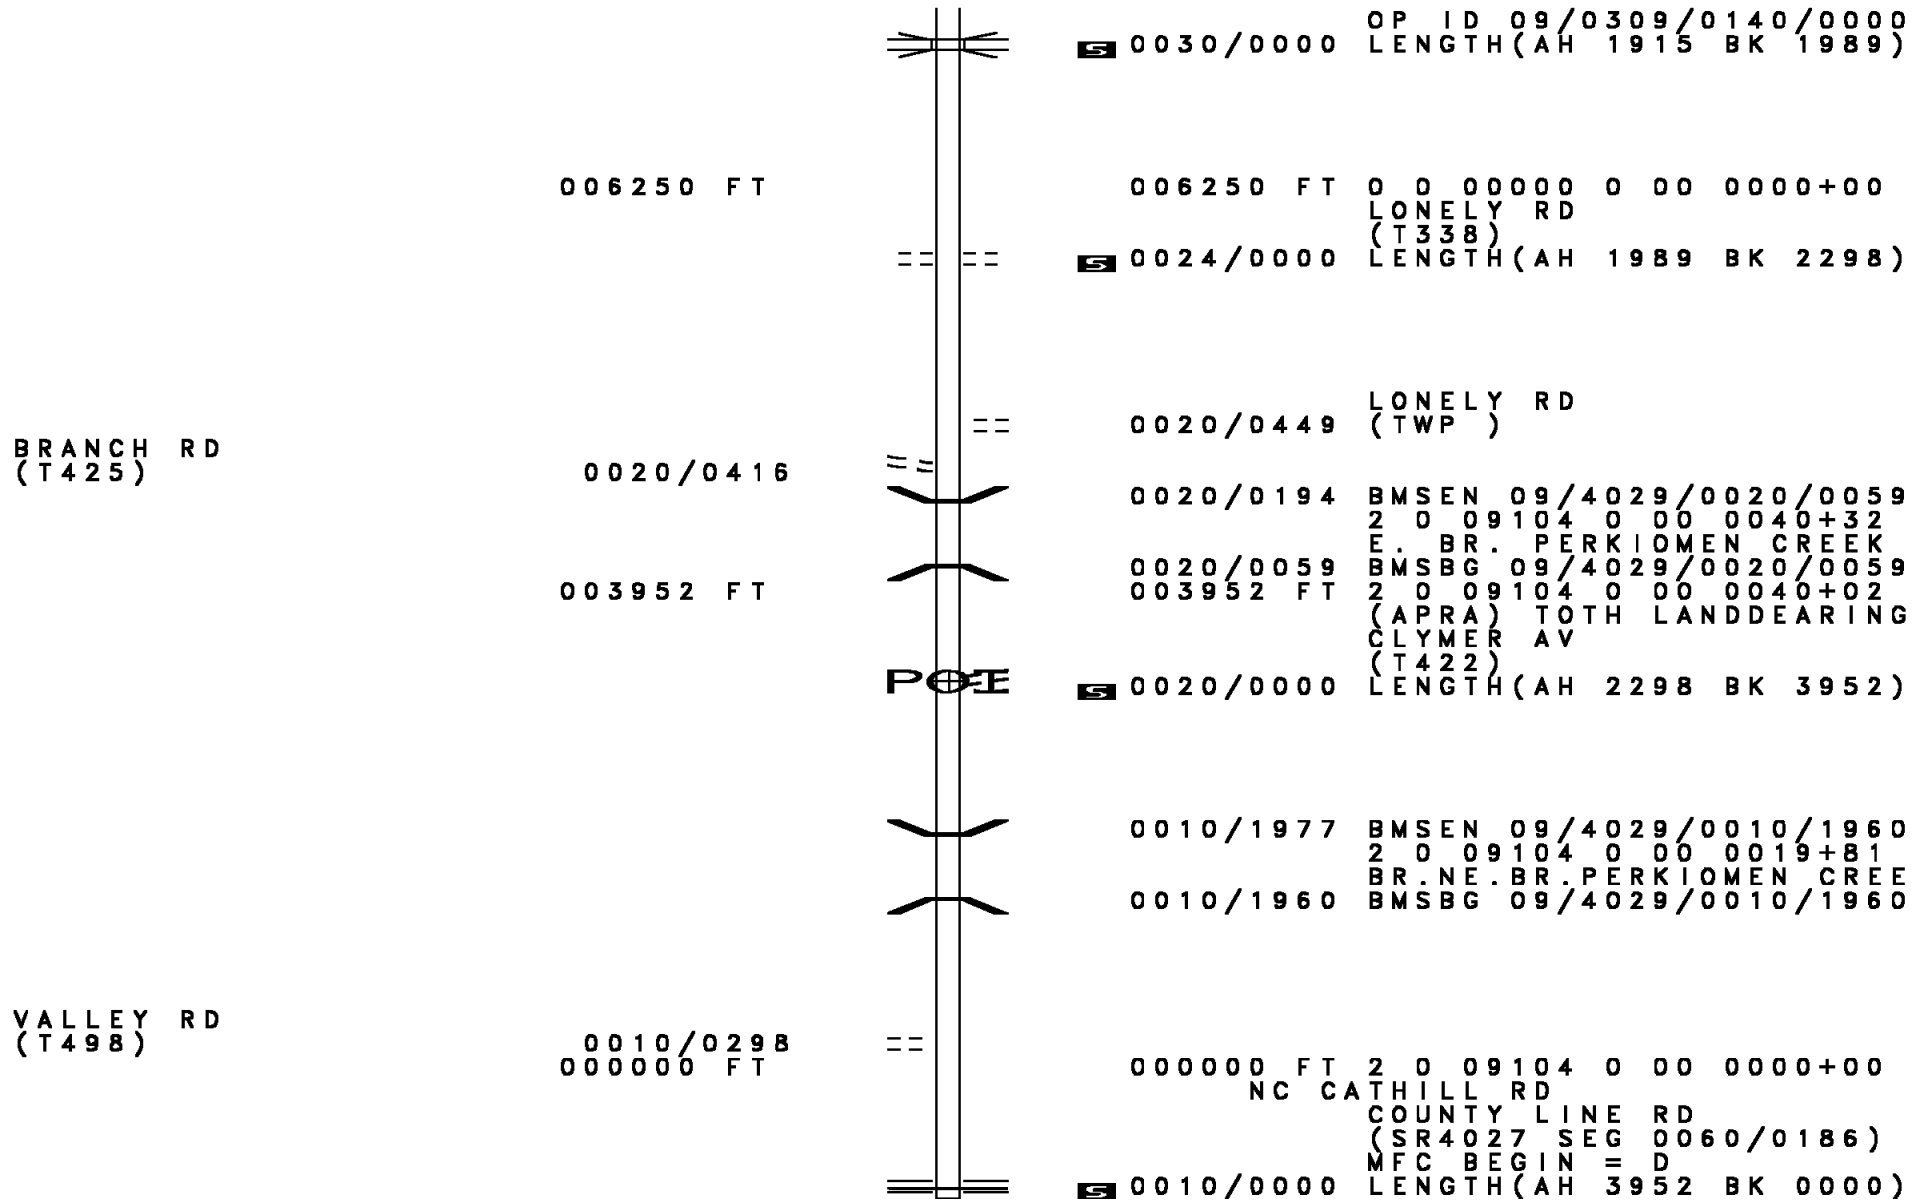 OP ID 09/0309/0140/0000
S 0030/0000 LENGTH(AH 1915 BK 1989)
006250 FT 006250 FT 0 0 00000 0 00 0000+00
LONELY RD
(T338)
S 0024/0000 LENGTH(AH 1989 BK 2298)
LONELY RD
0020/0449 (TWP )
BRANCH RD
(T425) 0020/0416
0020/0194 BMSEN 09/4029/0020/0059
2 0 09104 0 00 0040+32
E. BR. PERKIOMEN CREEK
0020/0059 BMSBG 09/4029/0020/0059
003952 FT 003952 FT 2 0 09104 0 00 0040+02
(APRA) TOTH LANDDEARING
CLYMER AV
(T422)
POI S 0020/0000 LENGTH(AH 2298 BK 3952)
0010/1977 BMSEN 09/4029/0010/1960
2 0 09104 0 00 0019+81
BR.NE.BR.PERKIOMEN CREE
0010/1960 BMSBG 09/4029/0010/1960
VALLEY RD
(T498) 0010/0298
000000 FT 000000 FT 2 0 09104 0 00 0000+00
NC CATHILL RD
COUNTY LINE RD
(SR4027 SEG 0060/0186)
MFC BEGIN = D
S 0010/0000 LENGTH(AH 3952 BK 0000)